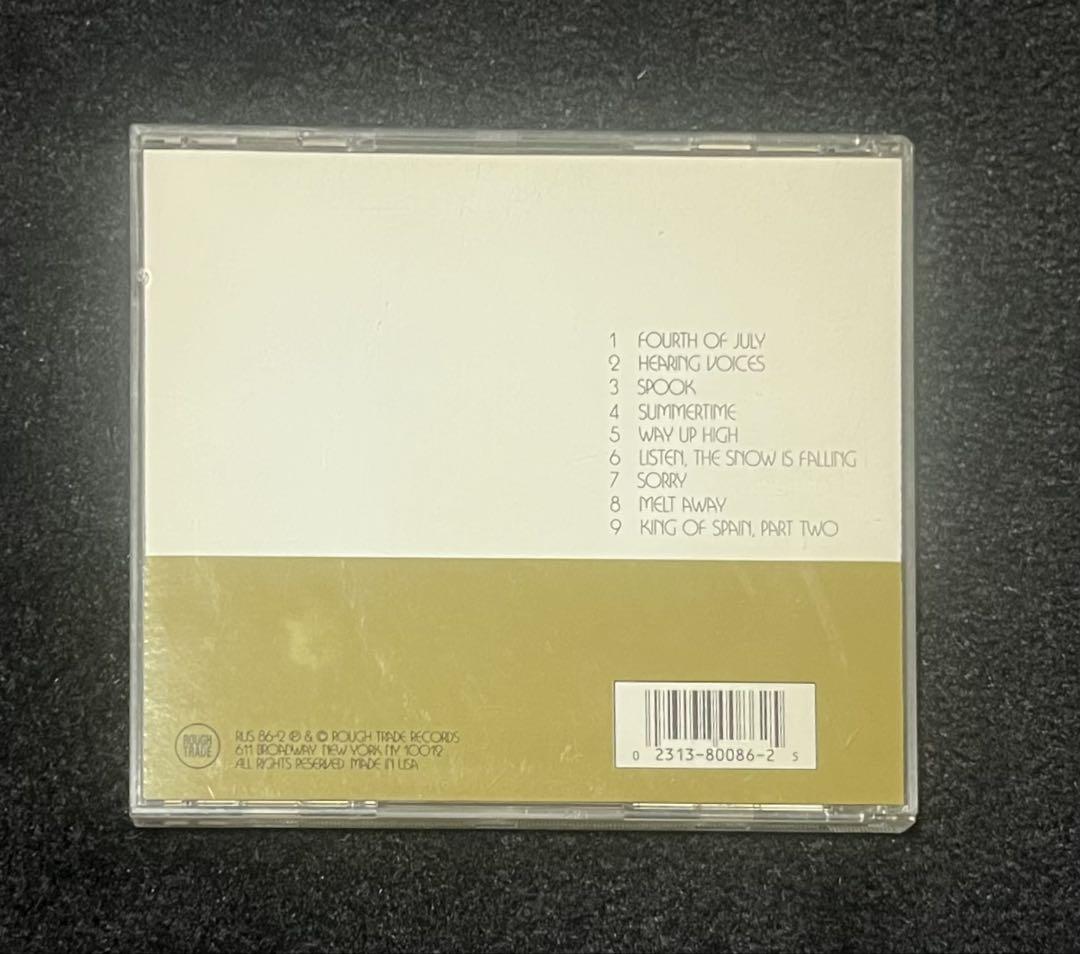 1 FOURTH OF JULY
2 HEARING VOICES
3 SPOOK
4 SUMMERTIME
5 WAY UP HIGH
6 LISTEN, THE SNOW IS FALLING
7 SORRY
8 MELT AWAY
9 KING OF SPAIN, PART TWO
ROUGH
TRADE
RUS 86-2 ℗ & © ROUGH TRADE RECORDS
611 BROADWAY NEW YORK NY 10012
ALL RIGHTS RESERVED MADE IN USA
0 2313-80086-2 5